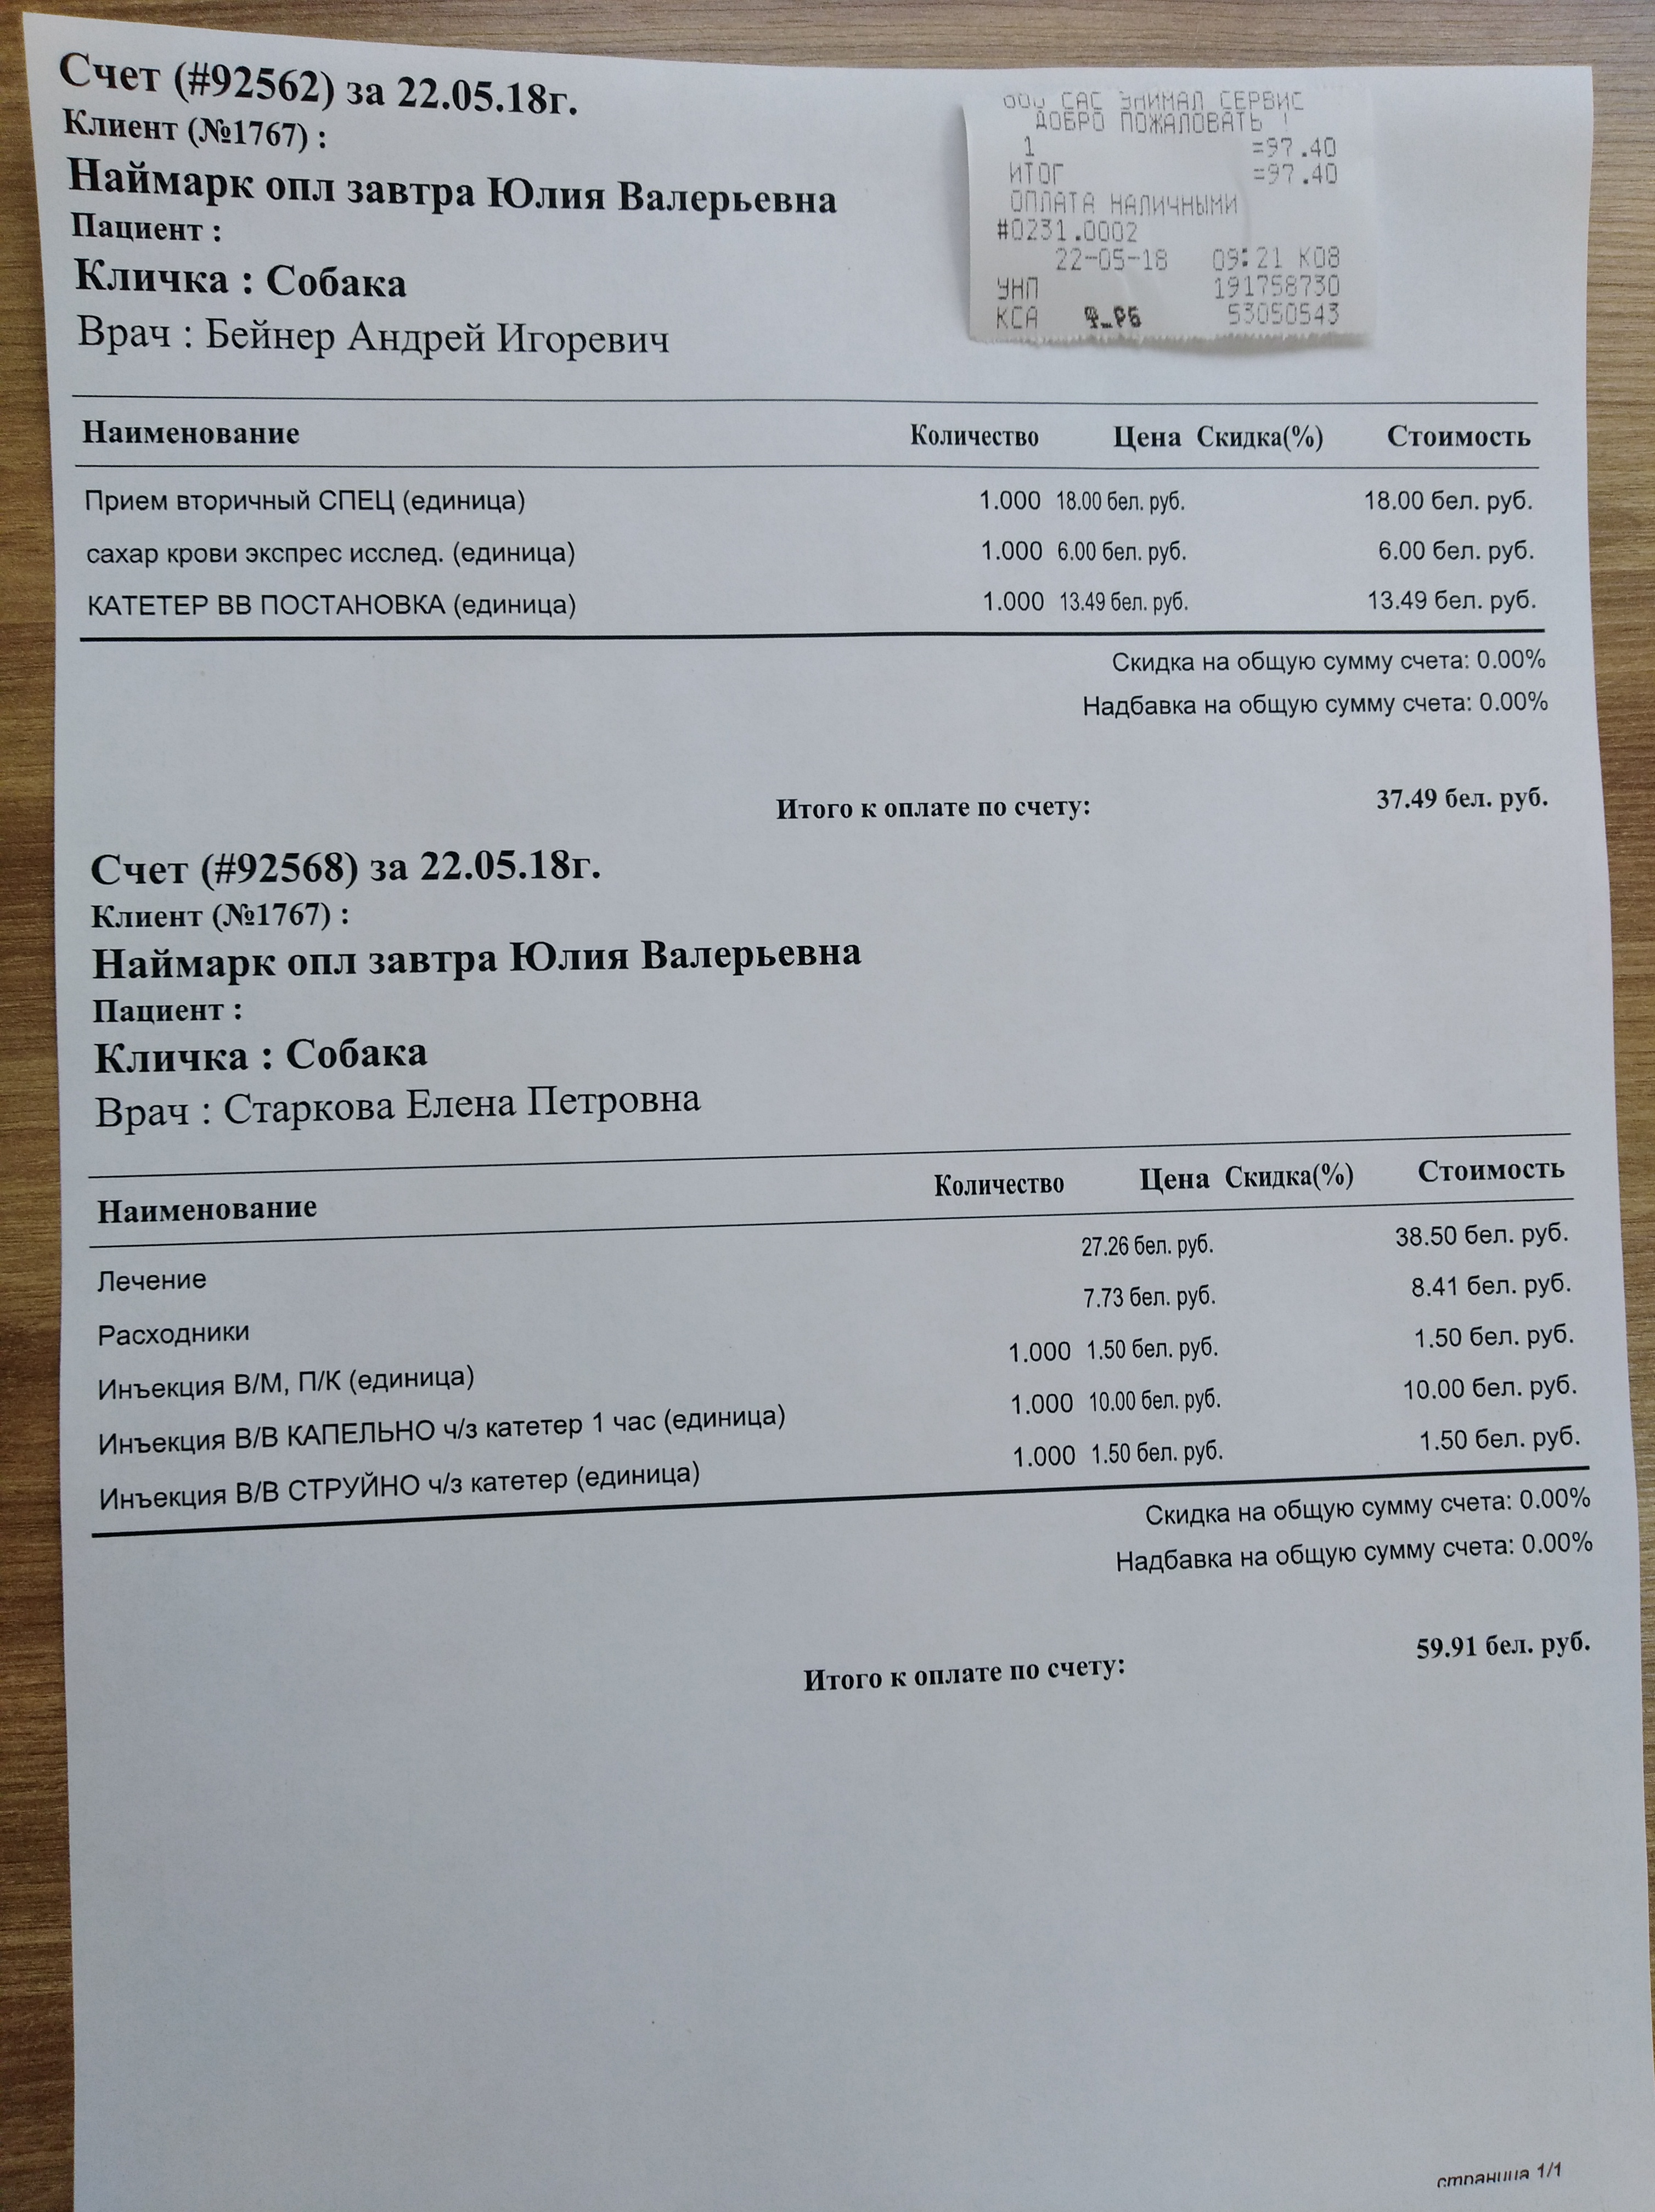 Счет (#92562) за 22.05.18г.
Клиент (№1767) :
Наймарк опл завтра Юлия Валерьевна
Пациент :
Кличка : Собака
Врач : Бейнер Андрей Игоревич
ООО САС ЭНИМАЛ СЕРВИС
ДОБРО ПОЖАЛОВАТЬ !
1 =97.40
ИТОГ =97.40
ОПЛАТА НАЛИЧНЫМИ
#0231.0002
22-05-18 09:21 К08
УНП 191758730
КСА 53050543
Наименование Количество Цена Скидка(%) Стоимость
Прием вторичный СПЕЦ (единица) 1.000 18.00 бел. руб. 18.00 бел. руб.
сахар крови экспрес исслед. (единица) 1.000 6.00 бел. руб. 6.00 бел. руб.
КАТЕТЕР ВВ ПОСТАНОВКА (единица) 1.000 13.49 бел. руб. 13.49 бел. руб.
Скидка на общую сумму счета: 0.00%
Надбавка на общую сумму счета: 0.00%
Итого к оплате по счету: 37.49 бел. руб.
Счет (#92568) за 22.05.18г.
Клиент (№1767) :
Наймарк опл завтра Юлия Валерьевна
Пациент :
Кличка : Собака
Врач : Старкова Елена Петровна
Наименование Количество Цена Скидка(%) Стоимость
Лечение 27.26 бел. руб. 38.50 бел. руб.
Расходники 7.73 бел. руб. 8.41 бел. руб.
Инъекция В/М, П/К (единица) 1.000 1.50 бел. руб. 1.50 бел. руб.
Инъекция В/В КАПЕЛЬНО ч/з катетер 1 час (единица) 1.000 10.00 бел. руб. 10.00 бел. руб.
Инъекция В/В СТРУЙНО ч/з катетер (единица) 1.000 1.50 бел. руб. 1.50 бел. руб.
Скидка на общую сумму счета: 0.00%
Надбавка на общую сумму счета: 0.00%
Итого к оплате по счету: 59.91 бел. руб.
страница 1/1